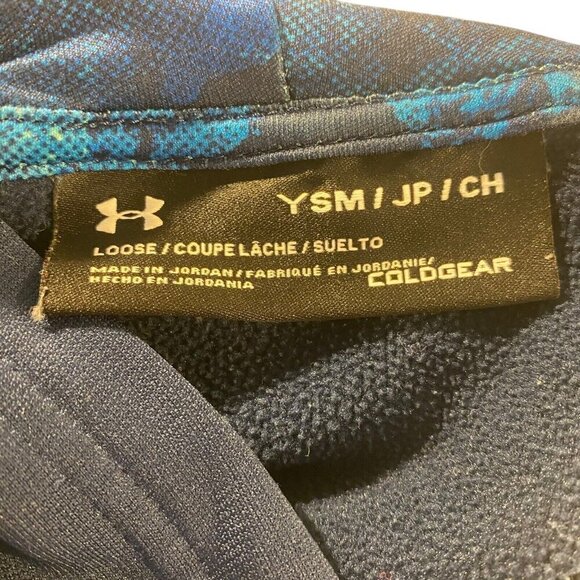 YSM / JP / CH
LOOSE / COUPE LÂCHE / SUELTO
MADE IN JORDAN / FABRIQUÉ EN JORDANIE /
HECHO EN JORDANIA
COLDGEAR